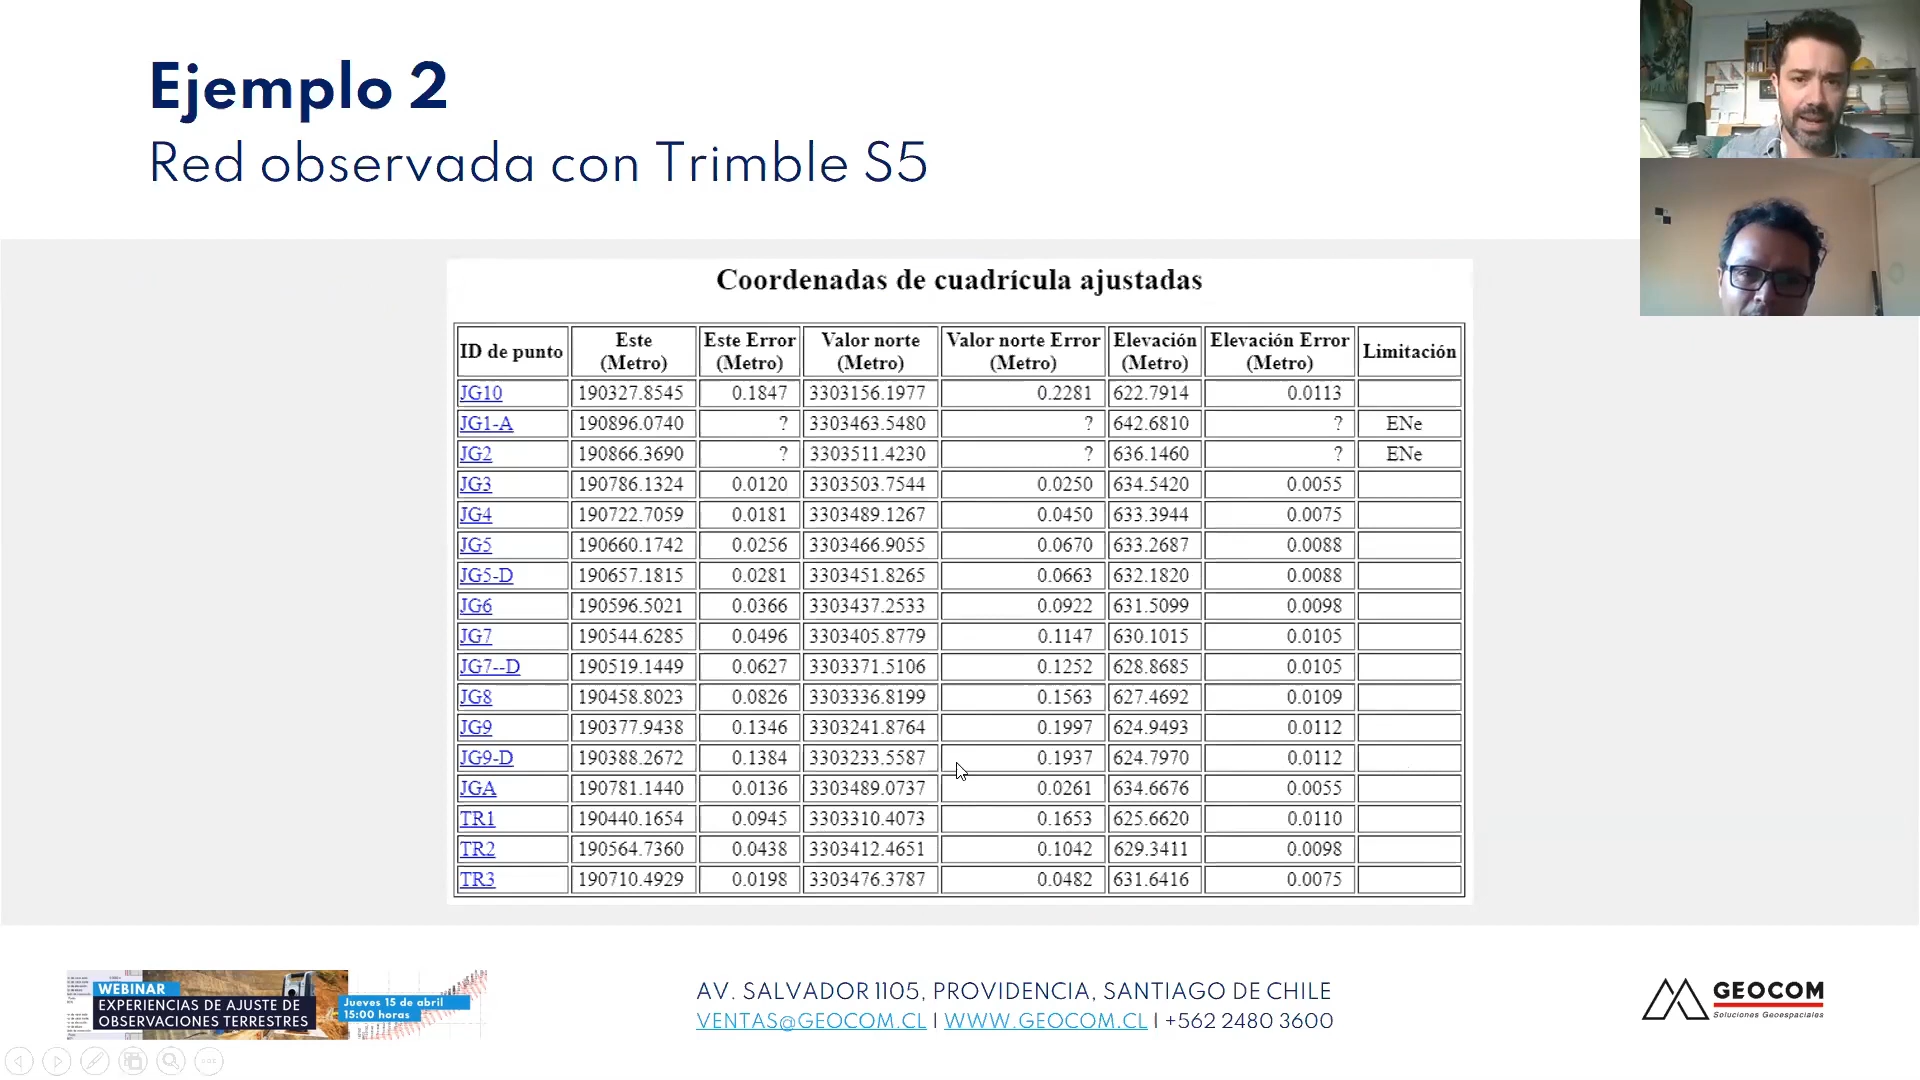 Ejemplo 2
Red observada con Trimble S5
Coordenadas de cuadrícula ajustadas
ID de punto Este (Metro) Este Error (Metro) Valor norte (Metro) Valor norte Error (Metro) Elevación (Metro) Elevación Error (Metro) Limitación
JG10 190327.8545 0.1847 3303156.1977 0.2281 622.7914 0.0113
JG1-A 190896.0740 ? 3303463.5480 ? 642.6810 ? ENe
JG2 190866.3690 ? 3303511.4230 ? 636.1460 ? ENe
JG3 190786.1324 0.0120 3303503.7544 0.0250 634.5420 0.0055
JG4 190722.7059 0.0181 3303489.1267 0.0450 633.3944 0.0075
JG5 190660.1742 0.0256 3303466.9055 0.0670 633.2687 0.0088
JG5-D 190657.1815 0.0281 3303451.8265 0.0663 632.1820 0.0088
JG6 190596.5021 0.0366 3303437.2533 0.0922 631.5099 0.0098
JG7 190544.6285 0.0496 3303405.8779 0.1147 630.1015 0.0105
JG7--D 190519.1449 0.0627 3303371.5106 0.1252 628.8685 0.0105
JG8 190458.8023 0.0826 3303336.8199 0.1563 627.4692 0.0109
JG9 190377.9438 0.1346 3303241.8764 0.1997 624.9493 0.0112
JG9-D 190388.2672 0.1384 3303233.5587 0.1937 624.7970 0.0112
JGA 190781.1440 0.0136 3303489.0737 0.0261 634.6676 0.0055
TR1 190440.1654 0.0945 3303310.4073 0.1653 625.6620 0.0110
TR2 190564.7360 0.0438 3303412.4651 0.1042 629.3411 0.0098
TR3 190710.4929 0.0198 3303476.3787 0.0482 631.6416 0.0075
WEBINAR
EXPERIENCIAS DE AJUSTE DE
OBSERVACIONES TERRESTRES
Jueves 15 de abril
15:00 horas
AV. SALVADOR 1105, PROVIDENCIA, SANTIAGO DE CHILE
VENTAS@GEOCOM.CL | WWW.GEOCOM.CL | +562 2480 3600
GEOCOM
Soluciones Geoespaciales